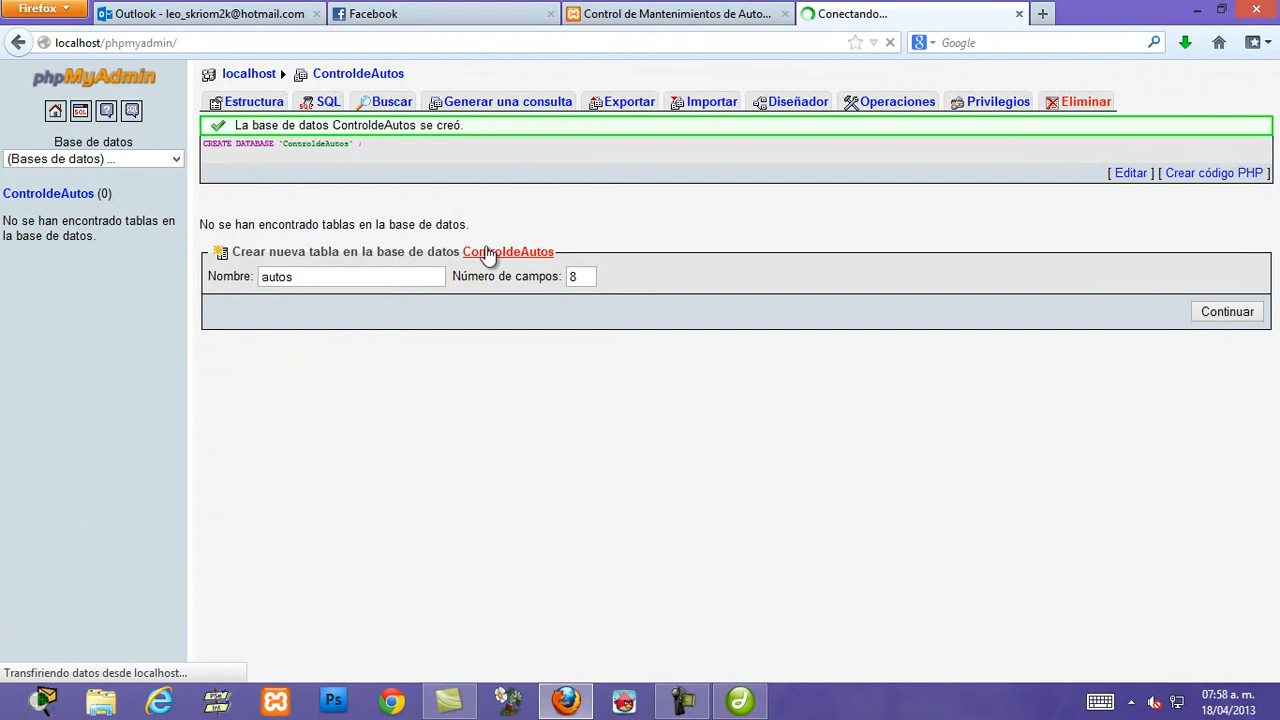 Firefox
Outlook - leo_skriom2k@hotmail.com
Facebook
Control de Mantenimientos de Auto...
Conectando...
localhost/phpmyadmin/
Google
phpMyAdmin
localhost
ControldeAutos
Estructura
SQL
Buscar
Generar una consulta
Exportar
Importar
Diseñador
Operaciones
Privilegios
Eliminar
La base de datos ControldeAutos se creó.
CREATE DATABASE `ControldeAutos` ;
[ Editar ] [ Crear código PHP ]
Base de datos
(Bases de datos) ...
ControldeAutos (0)
No se han encontrado tablas en la base de datos.
No se han encontrado tablas en la base de datos.
Crear nueva tabla en la base de datos ControldeAutos
Nombre: autos Número de campos: 8
Continuar
Transfiriendo datos desde localhost...
Ps
07:58 a. m.
18/04/2013